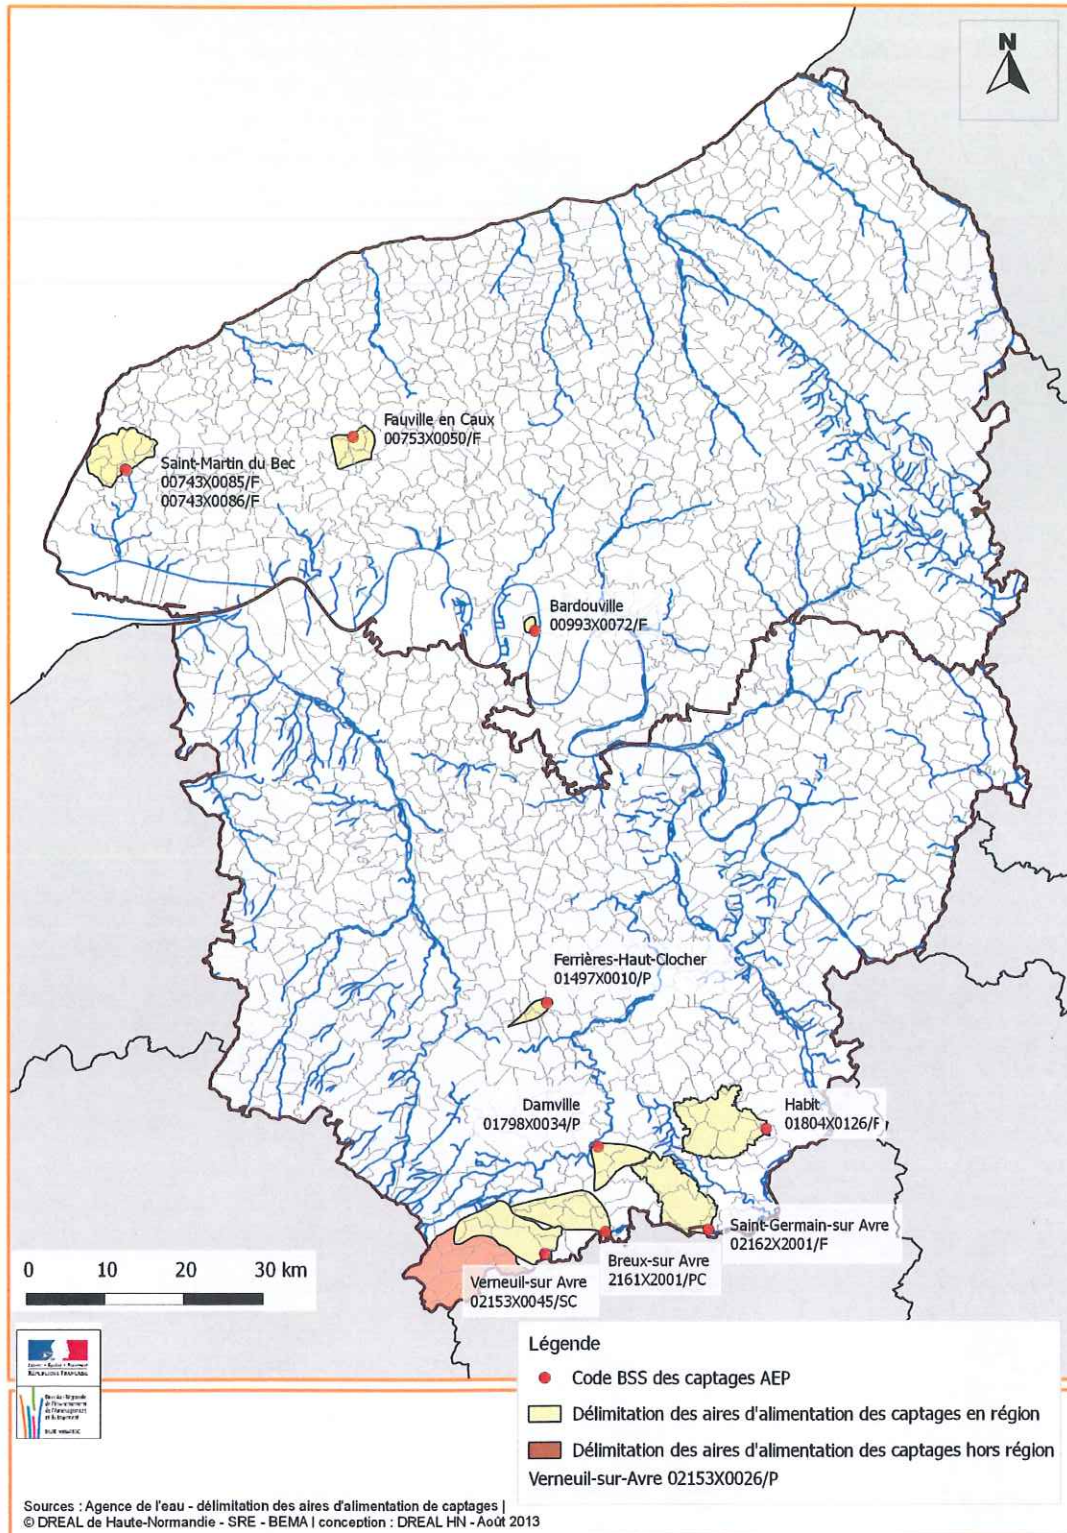 N
Fauville en Caux
00753X0050/F
Saint-Martin du Bec
00743X0085/F
00743X0086/F
Bardouville
00993X0072/F
Ferrières-Haut-Clocher
01497X0010/P
Damville
01798X0034/P
Habit
01804X0126/F
Saint-Germain-sur Avre
02162X2001/F
Breux-sur Avre
2161X2001/PC
Verneuil-sur Avre
02153X0045/SC
0 10 20 30 km
Légende
Code BSS des captages AEP
Délimitation des aires d'alimentation des captages en région
Délimitation des aires d'alimentation des captages hors région
Verneuil-sur-Avre 02153X0026/P
RÉPUBLIQUE FRANÇAISE
Sources : Agence de l'eau - délimitation des aires d'alimentation de captages |
© DREAL de Haute-Normandie - SRE - BEMA | conception : DREAL HN - Août 2013